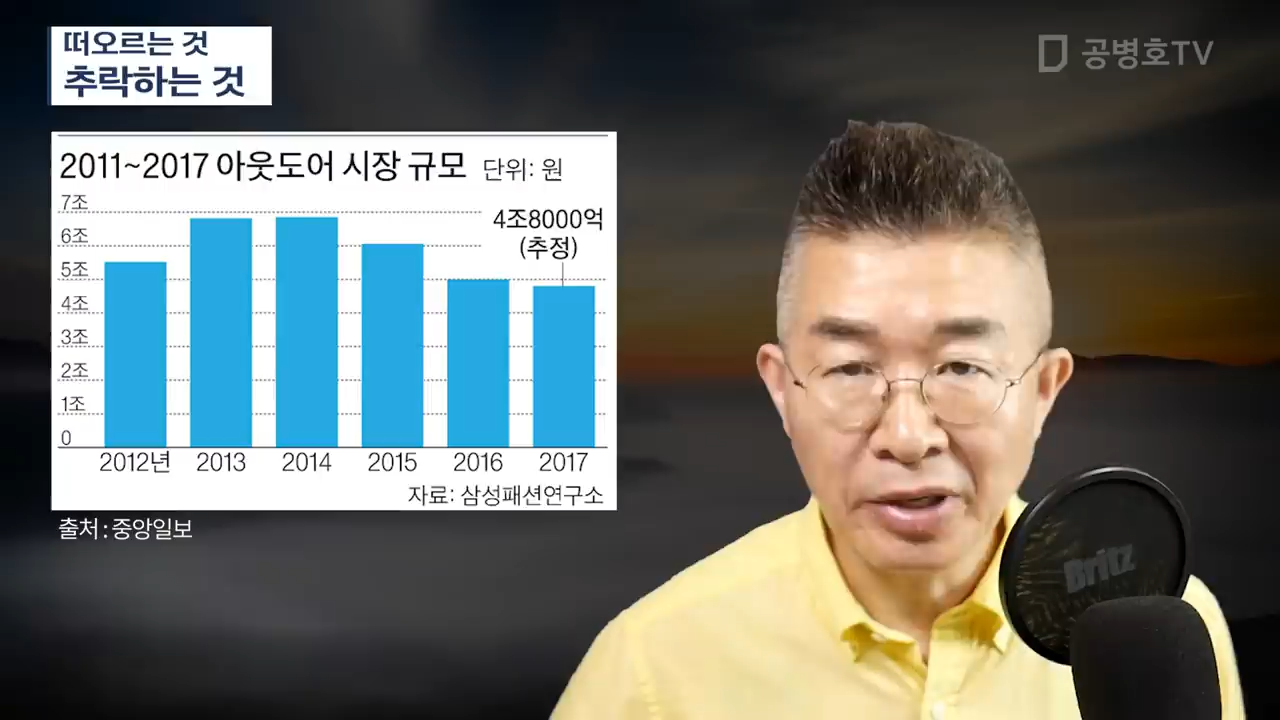 떠오르는 것
추락하는 것
공병호TV
2011~2017 아웃도어 시장 규모 단위: 원
7조
6조
5조
4조
3조
2조
1조
0
4조8000억
(추정)
2012년 2013 2014 2015 2016 2017
자료: 삼성패션연구소
출처 : 중앙일보
Britz